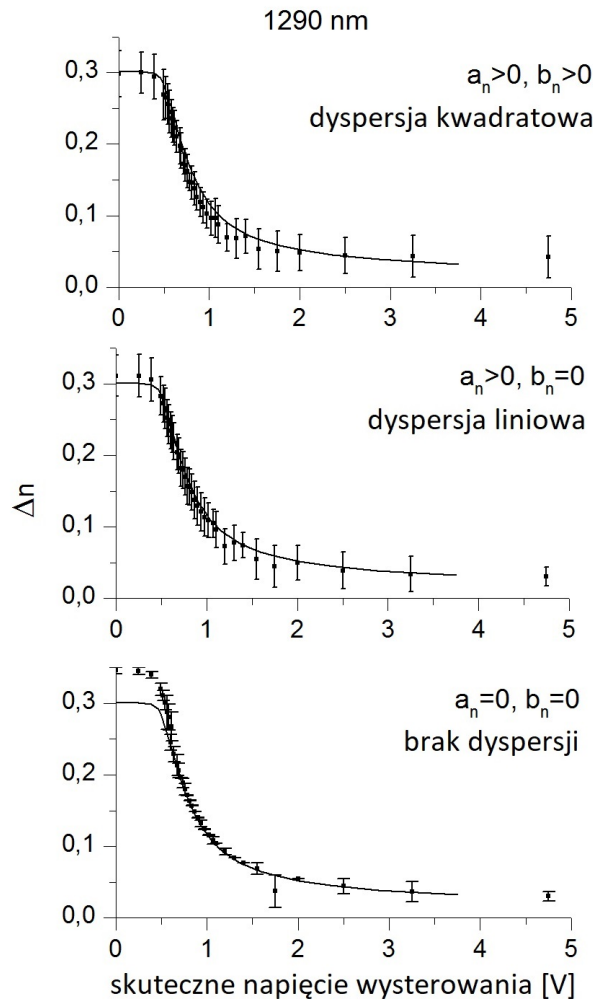 1290 nm
aₙ>0, bₙ>0
dyspersja kwadratowa
0,3
0,2
0,1
0,0
0 1 2 3 4 5
aₙ>0, bₙ=0
dyspersja liniowa
0,3
0,2
0,1
0,0
0 1 2 3 4 5
Δn
aₙ=0, bₙ=0
brak dyspersji
0,3
0,2
0,1
0,0
0 1 2 3 4 5
skuteczne napięcie wysterowania [V]